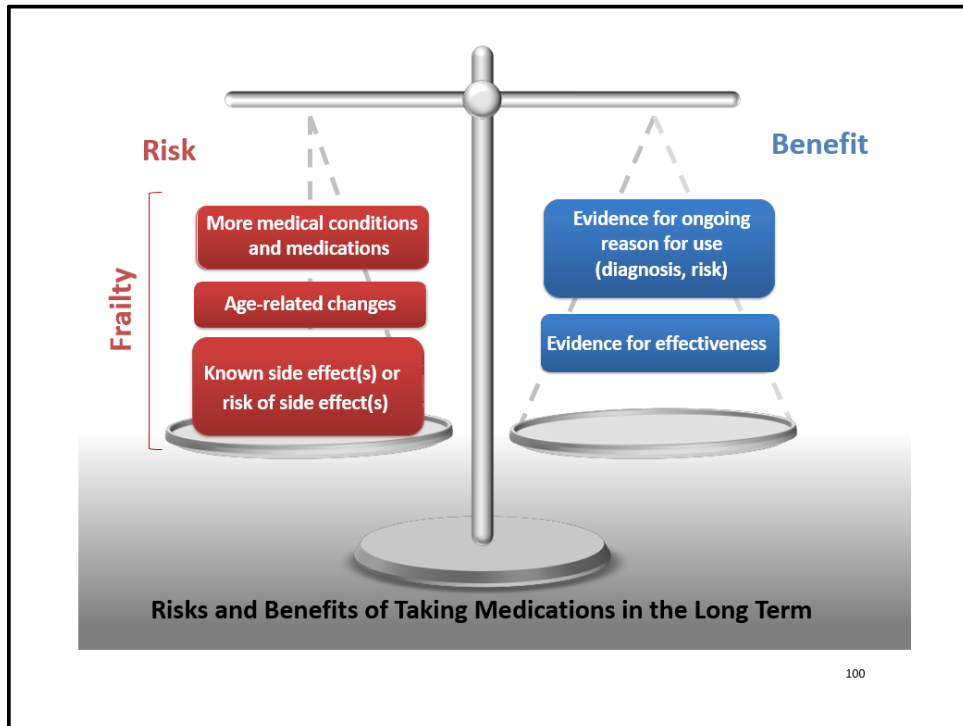 Risk
Benefit
Frailty
More medical conditions
and medications
Age-related changes
Known side effect(s) or
risk of side effect(s)
Evidence for ongoing
reason for use
(diagnosis, risk)
Evidence for effectiveness
Risks and Benefits of Taking Medications in the Long Term
100